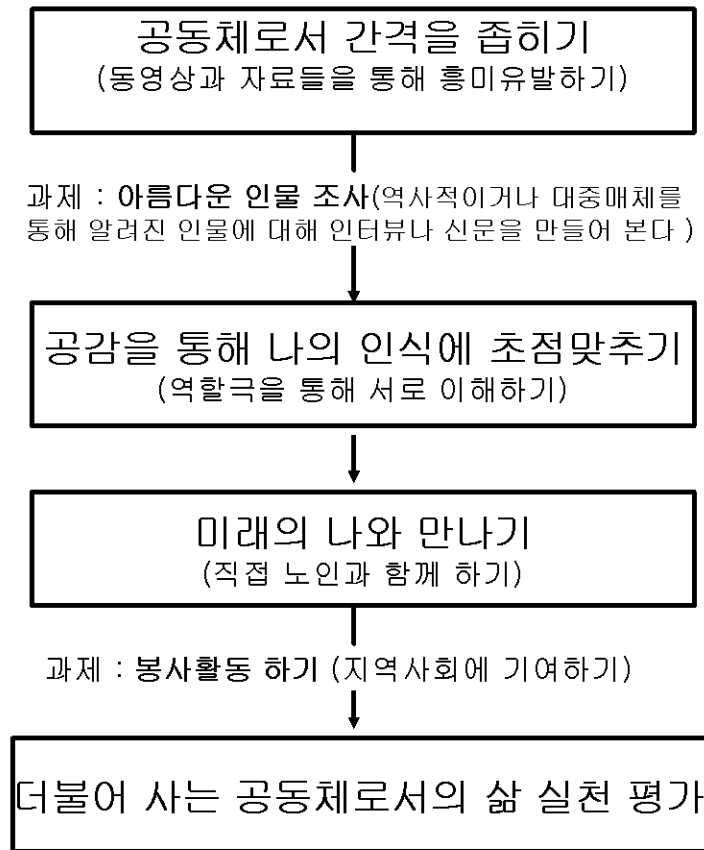 공동체로서 간격을 좁히기
(동영상과 자료들을 통해 흥미유발하기)
과제 : 아름다운 인물 조사(역사적이거나 대중매체를
통해 알려진 인물에 대해 인터뷰나 신문을 만들어 본다 )
공감을 통해 나의 인식에 초점맞추기
(역할극을 통해 서로 이해하기)
미래의 나와 만나기
(직접 노인과 함께 하기)
과제 : 봉사활동 하기 (지역사회에 기여하기)
더불어 사는 공동체로서의 삶 실천 평가